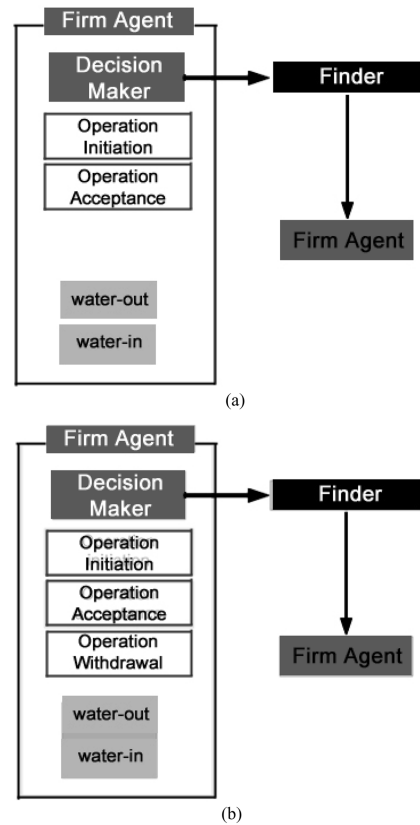 Firm Agent
Decision
Maker
Finder
Operation
Initiation
Operation
Acceptance
Firm Agent
water-out
water-in
(a)
Firm Agent
Decision
Maker
Finder
Operation
Initiation
Operation
Acceptance
Operation
Withdrawal
Firm Agent
water-out
water-in
(b)